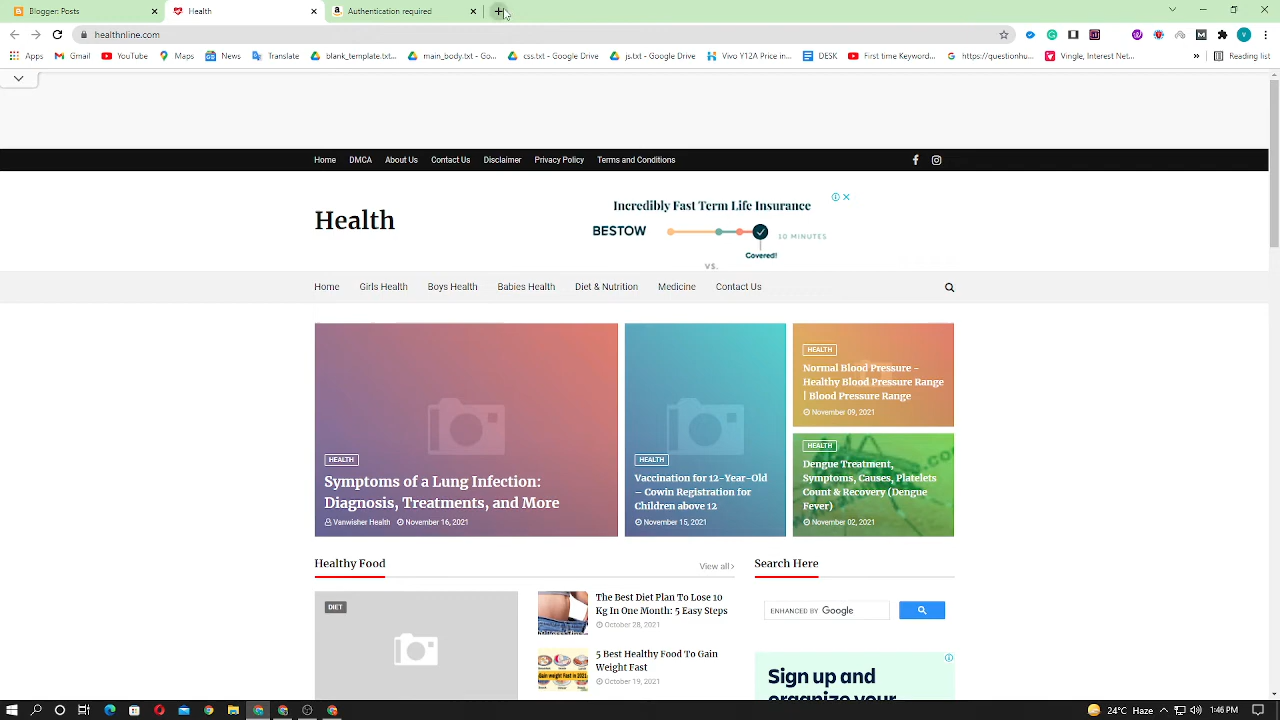 Blogger: Posts
Health
Authentication required
healthnline.com
Apps
Gmail
YouTube
Maps
News
Translate
blank_template.txt...
main_body.txt - G...
cssctxt - Google D...
js.txt - Google Drive
Vivo Y12A Price in...
DESK
Free Keyword Rese...
https://questionhu...
Vingle, Interest Net...
»
Reading list
Home
DMCA
About Us
Contact Us
Disclaimer
Privacy Policy
Terms and Conditions
Health
Incredibly Fast Term Life Insurance
BESTOW
10 MINUTES
Covered!
VS.
Home
Girls Health
Boys Health
Babies Health
Diet & Nutrition
Medicine
Contact Us
HEALTH
Symptoms of a Lung Infection:
Diagnosis, Treatments, and More
Vanwisher Health
November 16, 2021
HEALTH
Vaccination for 12-Year-Old
– Cowin Registration for
Children above 12
November 15, 2021
HEALTH
Normal Blood Pressure -
Healthy Blood Pressure Range
| Blood Pressure Range
November 09, 2021
HEALTH
Dengue Treatment,
Symptoms, Causes, Platelets
Count & Recovery (Dengue
Fever)
November 02, 2021
Healthy Food
View all
DIET
The Best Diet Plan To Lose 10
Kg In One Month: 5 Easy Steps
October 28, 2021
5 Best Healthy Food To Gain
Weight Fast
October 19, 2021
Search Here
ENHANCED BY Google
Sign up and
organize your
24°C Haze
1:46 PM